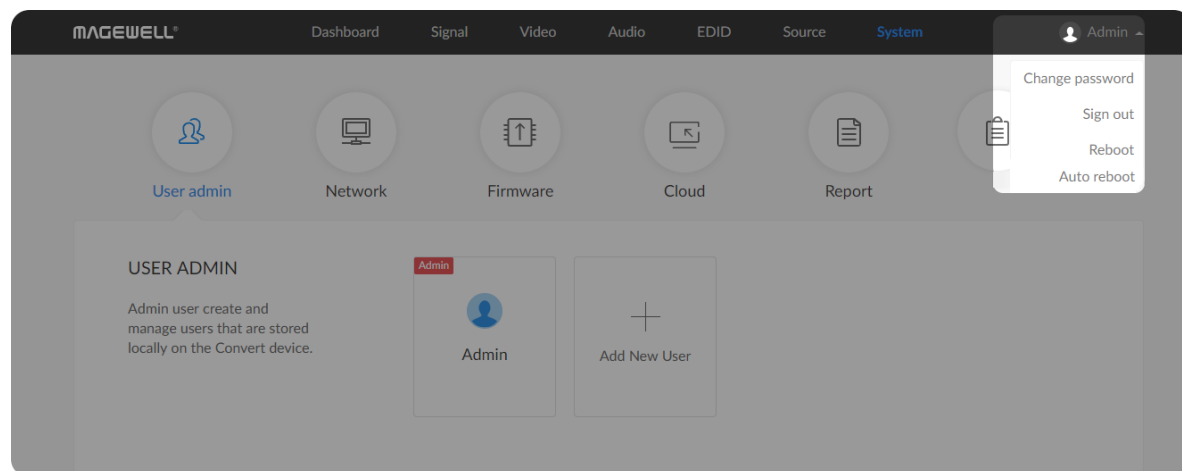 MAGEWELL®
Dashboard
Signal
Video
Audio
EDID
Source
System
Admin
Change password
Sign out
Reboot
Auto reboot
User admin
Network
Firmware
Cloud
Report
USER ADMIN
Admin user create and
manage users that are stored
locally on the Convert device.
Admin
Admin
Add New User